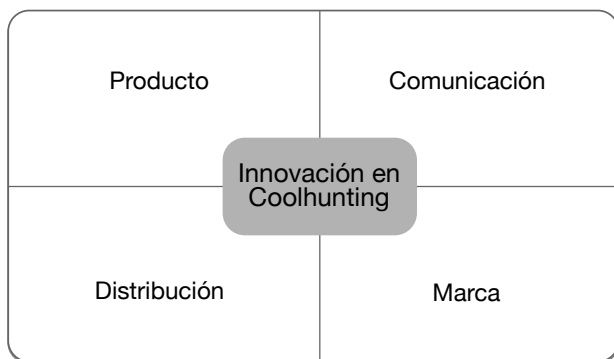 Producto
Comunicación
Innovación en
Coolhunting
Distribución
Marca